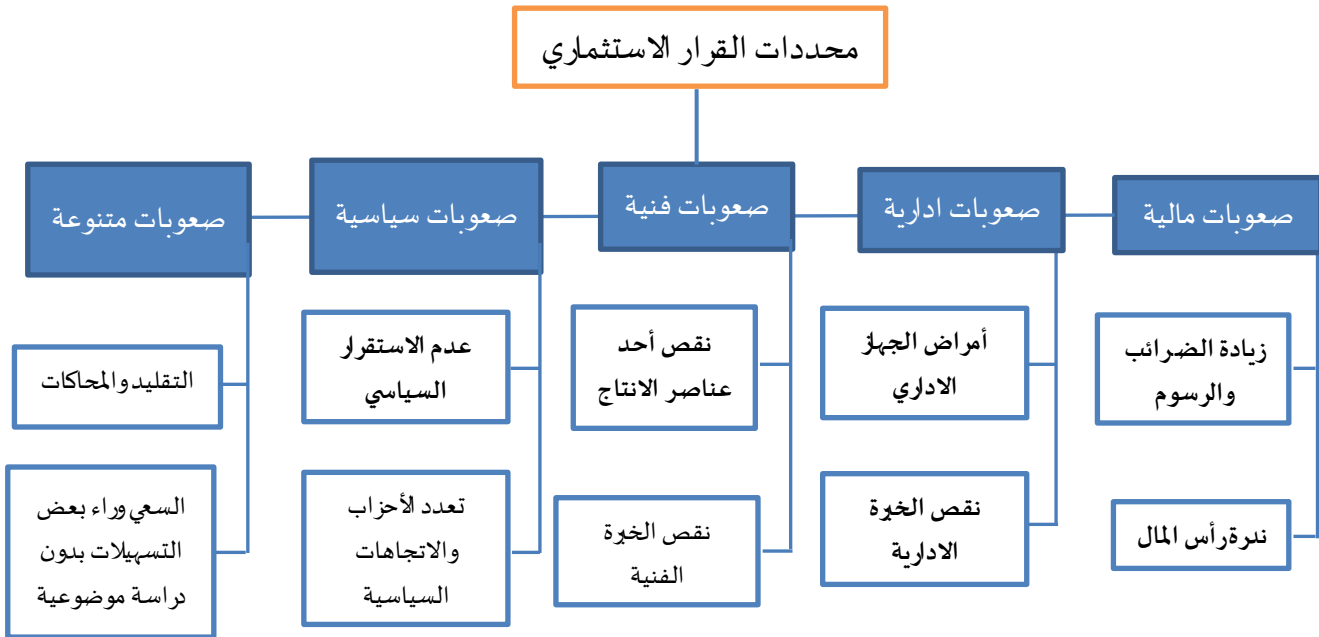 محددات القرار الاستثماري
صعوبات مالية
صعوبات ادارية
صعوبات فنية
صعوبات سياسية
صعوبات متنوعة
زيادة الضرائب
والرسوم
ندرة رأس المال
أمراض الجهاز
الاداري
نقص الخبرة
الادارية
نقص أحد
عناصر الانتاج
نقص الخبرة
الفنية
عدم الاستقرار
السياسي
تعدد الأحزاب
والاتجاهات
السياسية
التقليد والمحاكات
السعي وراء بعض
التسهيلات بدون
دراسة موضوعية